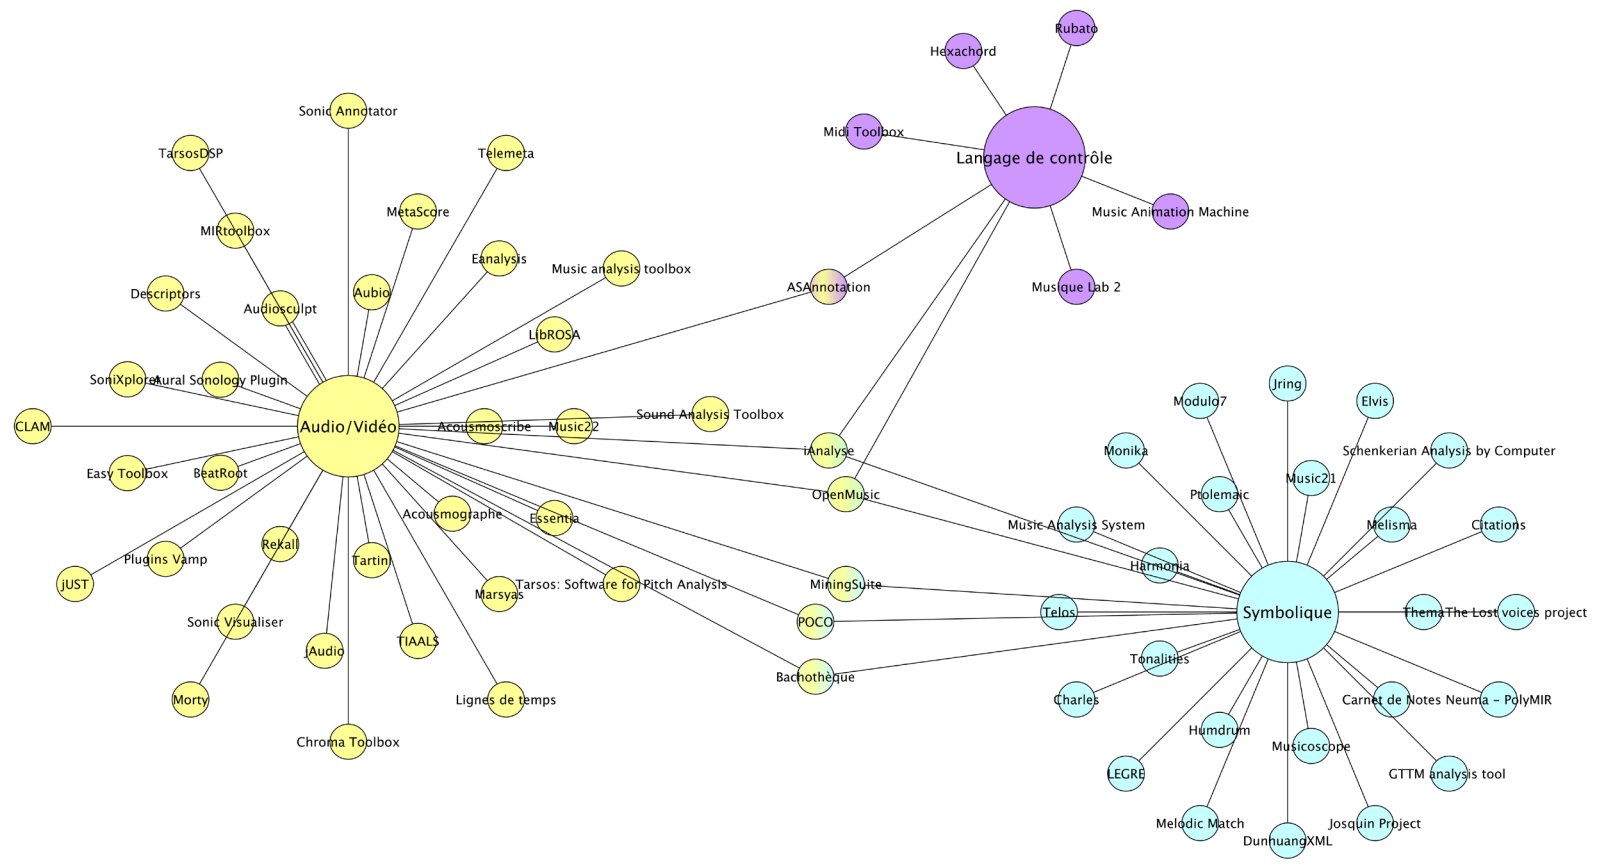 Rubato
Hexachord
Sonic Annotator
Midi Toolbox
TarsosDSP
Telemeta
Langage de contrôle
MetaScore
Music Animation Machine
MIRtoolbox
Eanalysis
Music analysis toolbox
ASAnnotation
Musique Lab 2
Descriptors
Aubio
Audiosculpt
LibROSA
SoniXplorer
Aural Sonology Plugin
Jring
Modulo7
Elvis
Sound Analysis Toolbox
CLAM
Audio/Vidéo
Acousmoscribe
Music22
iAnalyse
Monika
Schenkerian Analysis by Computer
Easy Toolbox
BeatRoot
Music21
OpenMusic
Ptolemaic
Acousmographe
Essentia
Music Analysis System
Melisma
Citations
Rekall
Plugins Vamp
Tartini
Harmonia
jUST
Marsyas
Tarsos: Software for Pitch Analysis
MiningSuite
Sonic Visualiser
POCO
Telos
Symbolique
Thema
The Lost voices project
jAudio
TIAALS
Tonalities
Bachothèque
Morty
Lignes de temps
Charles
Carnet de Notes
Neuma - PolyMIR
Chroma Toolbox
Humdrum
Musicoscope
LEGRE
GTTM analysis tool
Melodic Match
Josquin Project
DunhuangXML